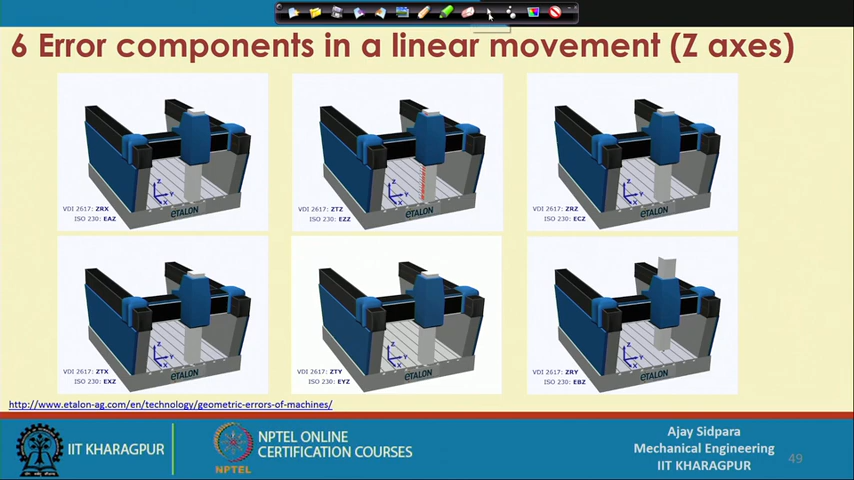 6 Error components in a linear movement (Z axes)
VDI 2617: ZRX
ISO 230: EAZ
ETALON
VDI 2617: ZTZ
ISO 230: EZZ
ETALON
VDI 2617: ZRZ
ISO 230: ECZ
ETALON
VDI 2617: ZTX
ISO 230: EXZ
ETALON
VDI 2617: ZTY
ISO 230: EYZ
ETALON
VDI 2617: ZRY
ISO 230: EBZ
ETALON
http://www.etalon-ag.com/en/technology/geometric-errors-of-machines/
IIT KHARAGPUR
NPTEL
NPTEL ONLINE
CERTIFICATION COURSES
Ajay Sidpara
Mechanical Engineering
IIT KHARAGPUR
49